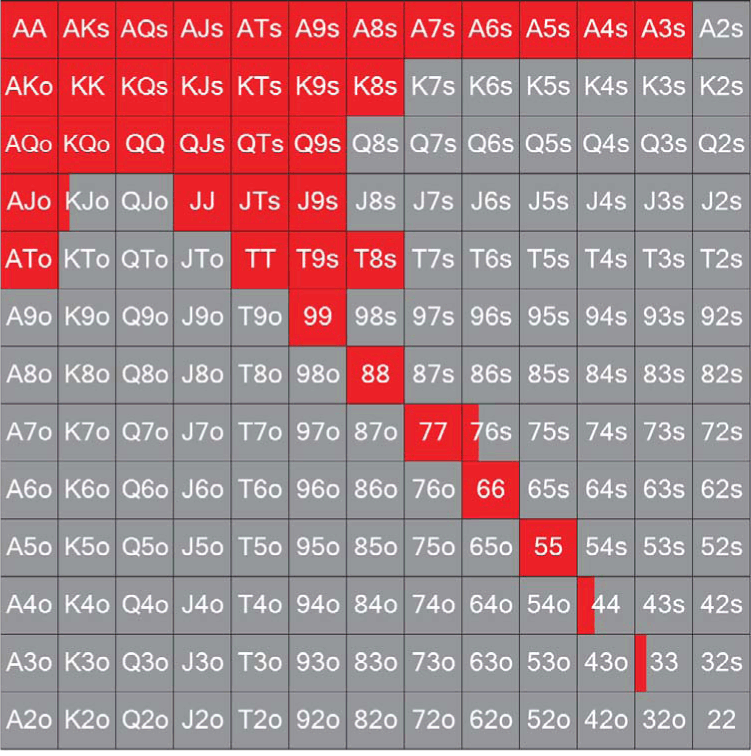 AA AKs AQs AJs ATs A9s A8s A7s A6s A5s A4s A3s A2s
AKo KK KQs KJs KTs K9s K8s K7s K6s K5s K4s K3s K2s
AQo KQo QQ QJs QTs Q9s Q8s Q7s Q6s Q5s Q4s Q3s Q2s
AJo KJo QJo JJ JTs J9s J8s J7s J6s J5s J4s J3s J2s
ATo KTo QTo JTo TT T9s T8s T7s T6s T5s T4s T3s T2s
A9o K9o Q9o J9o T9o 99 98s 97s 96s 95s 94s 93s 92s
A8o K8o Q8o J8o T8o 98o 88 87s 86s 85s 84s 83s 82s
A7o K7o Q7o J7o T7o 97o 87o 77 76s 75s 74s 73s 72s
A6o K6o Q6o J6o T6o 96o 86o 76o 66 65s 64s 63s 62s
A5o K5o Q5o J5o T5o 95o 85o 75o 65o 55 54s 53s 52s
A4o K4o Q4o J4o T4o 94o 84o 74o 64o 54o 44 43s 42s
A3o K3o Q3o J3o T3o 93o 83o 73o 63o 53o 43o 33 32s
A2o K2o Q2o J2o T2o 92o 82o 72o 62o 52o 42o 32o 22